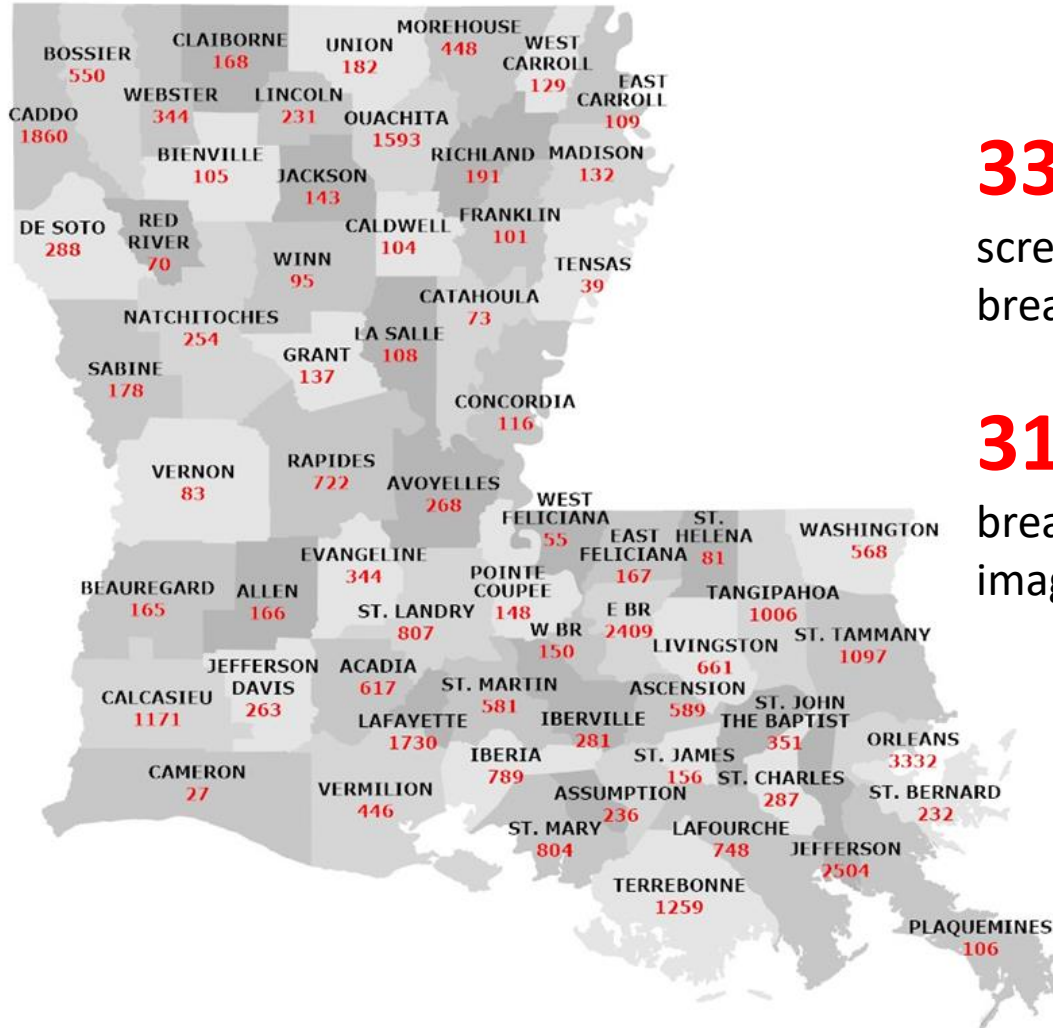 MOREHOUSE
448
CLAIBORNE
168
UNION
182
WEST
CARROLL
129
BOSSIER
550
EAST
CARROLL
109
WEBSTER
344
LINCOLN
231
CADDO
1860
OUACHITA
1593
BIENVILLE
105
RICHLAND
191
MADISON
132
JACKSON
143
DE SOTO
288
RED
RIVER
70
CALDWELL
104
FRANKLIN
101
WINN
95
TENSAS
39
NATCHITOCHES
254
CATAHOULA
73
LA SALLE
108
GRANT
137
SABINE
178
CONCORDIA
116
VERNON
83
RAPIDES
722
AVOYELLES
268
WEST
FELICIANA
55
EAST
FELICIANA
167
ST.
HELENA
81
WASHINGTON
568
EVANGELINE
344
BEAUREGARD
165
ALLEN
166
POINTE
COUPEE
148
ST. LANDRY
807
E BR
2409
TANGIPAHOA
1006
W BR
150
LIVINGSTON
661
ST. TAMMANY
1097
JEFFERSON
DAVIS
263
ACADIA
617
CALCASIEU
1171
ST. MARTIN
581
ASCENSION
589
ST. JOHN
THE BAPTIST
351
LAFAYETTE
1730
IBERVILLE
281
ORLEANS
3332
IBERIA
789
ST. JAMES
156
CAMERON
27
VERMILION
446
ST. CHARLES
287
ASSUMPTION
236
ST. BERNARD
232
ST. MARY
804
LAFOURCHE
748
JEFFERSON
2504
TERREBONNE
1259
PLAQUEMINES
106
33
scre
brea
31
brea
imag